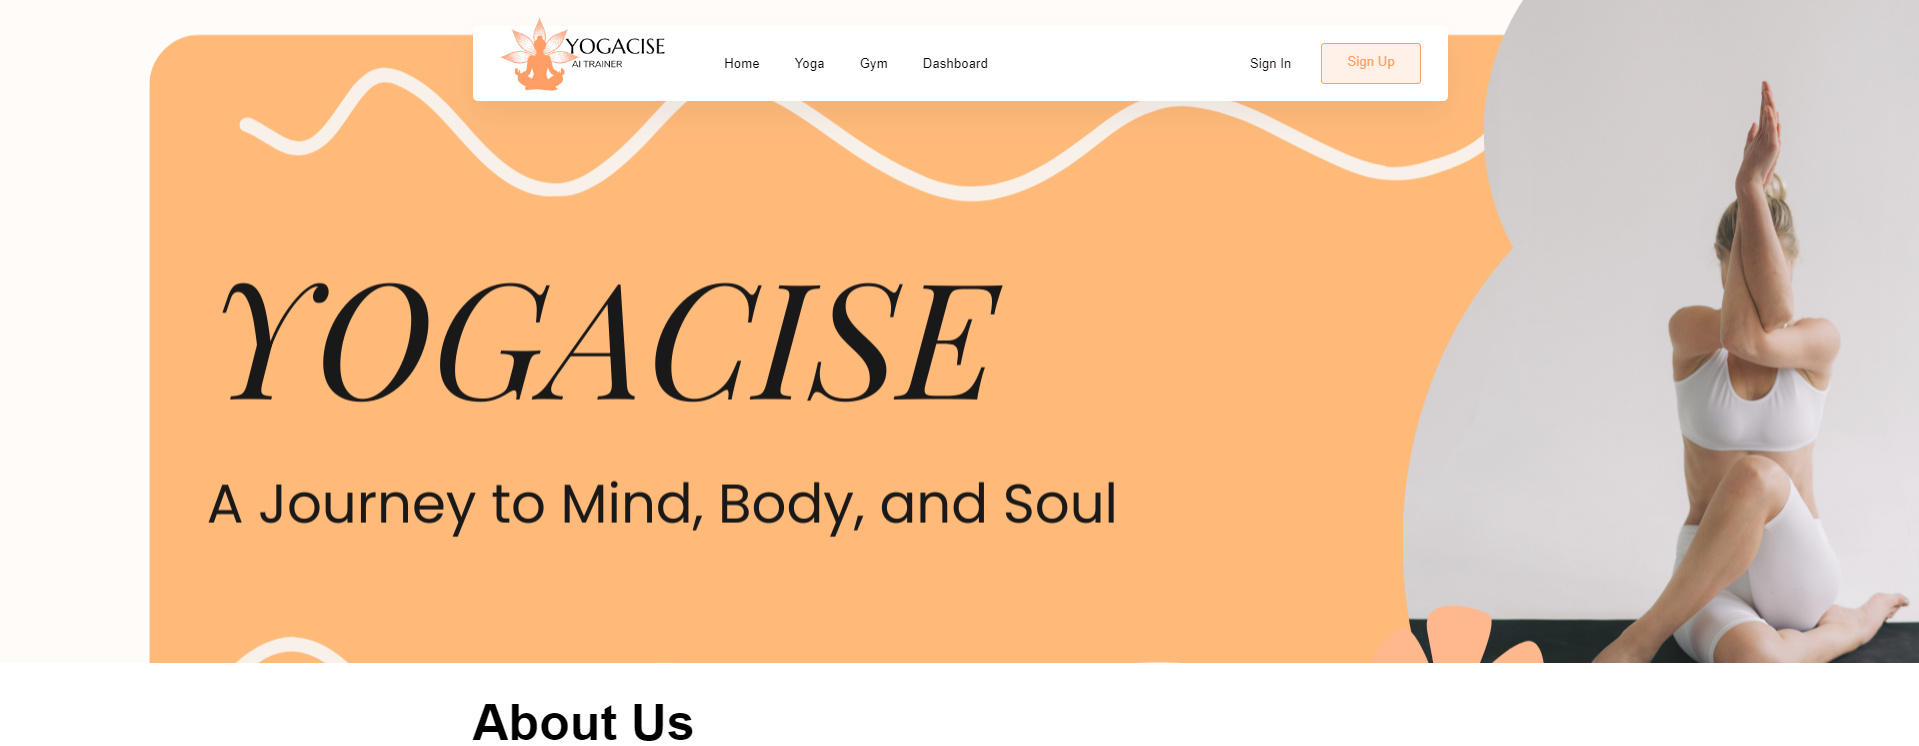 YOGACISE
AI TRAINER
Home Yoga Gym Dashboard Sign In Sign Up
YOGACISE
A Journey to Mind, Body, and Soul
About Us